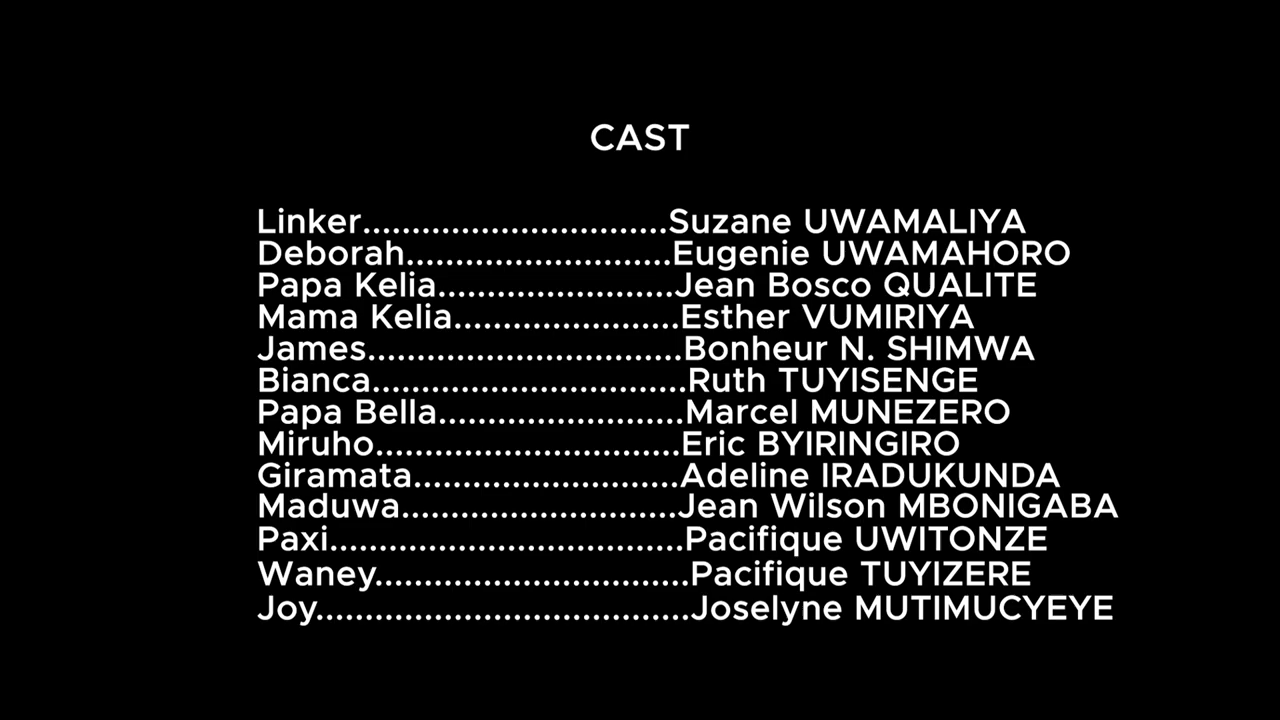 CAST
Linker...............................Suzane UWAMALIYA
Deborah...........................Eugenie UWAMAHORO
Papa Kelia........................Jean Bosco QUALITE
Mama Kelia.......................Esther VUMIRIYA
James................................Bonheur N. SHIMWA
Bianca................................Ruth TUYISENGE
Papa Bella.........................Marcel MUNEZERO
Miruho...............................Eric BYIRINGIRO
Giramata...........................Adeline IRADUKUNDA
Maduwa............................Jean Wilson MBONIGABA
Paxi....................................Pacifique UWITONZE
Waney................................Pacifique TUYIZERE
Joy......................................Joselyne MUTIMUCYEYE